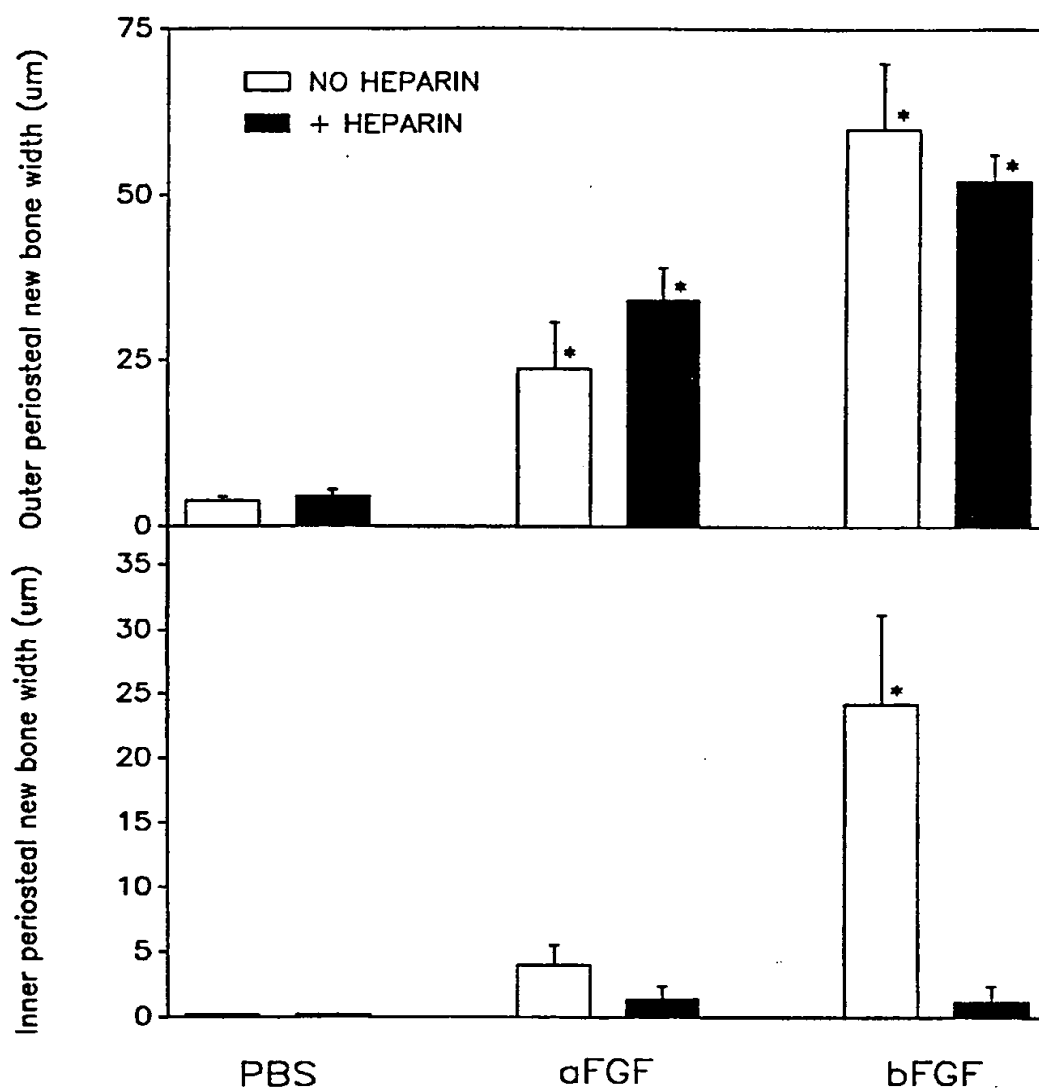 Outer periosteal new bone width (um)
75
50
25
0
NO HEPARIN
+ HEPARIN
*
*
*
*
Inner periosteal new bone width (um)
35
30
25
20
15
10
5
0
*
PBS
aFGF
bFGF